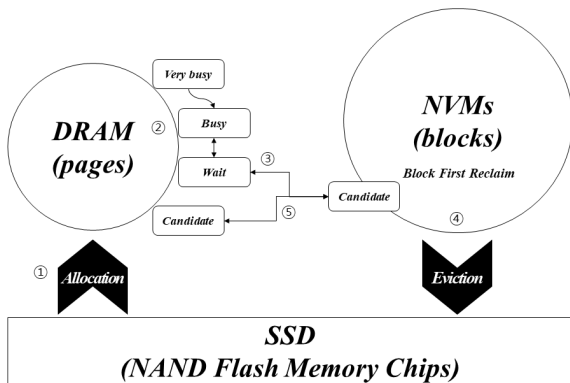 Very busy
NVMs
(blocks)
DRAM
(pages)
②
Busy
③
Wait
Block First Reclaim
Candidate
Candidate
⑤
④
①
Allocation
Eviction
SSD
(NAND Flash Memory Chips)